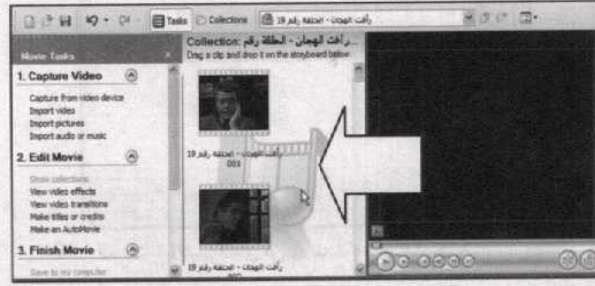 Tasks Collections رأفت الهجان - الحلقة رقم 19
Movie Tasks
1. Capture Video
Capture from video device
Import video
Import pictures
Import audio or music
2. Edit Movie
Show collections
View video effects
View video transitions
Make titles or credits
Make an AutoMovie
3. Finish Movie
Save to my computer
Collection: رأفت الهجان - الحلقة رقم...
Drag a clip and drop it on the storyboard below.
رأفت الهجان - الحلقة رقم 19
003
رأفت الهجان - الحلقة رقم 19